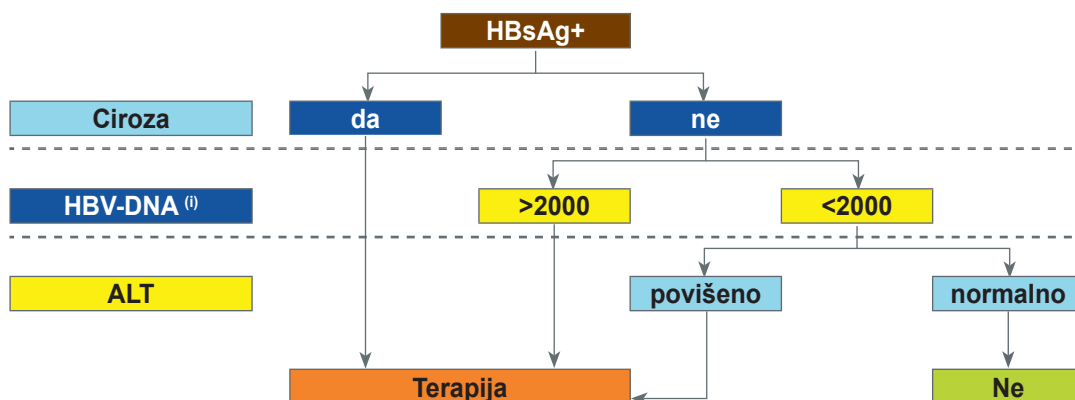 HBsAg+
Ciroza
da
ne
HBV-DNA (i)
>2000
<2000
ALT
povišeno
normalno
Terapija
Ne